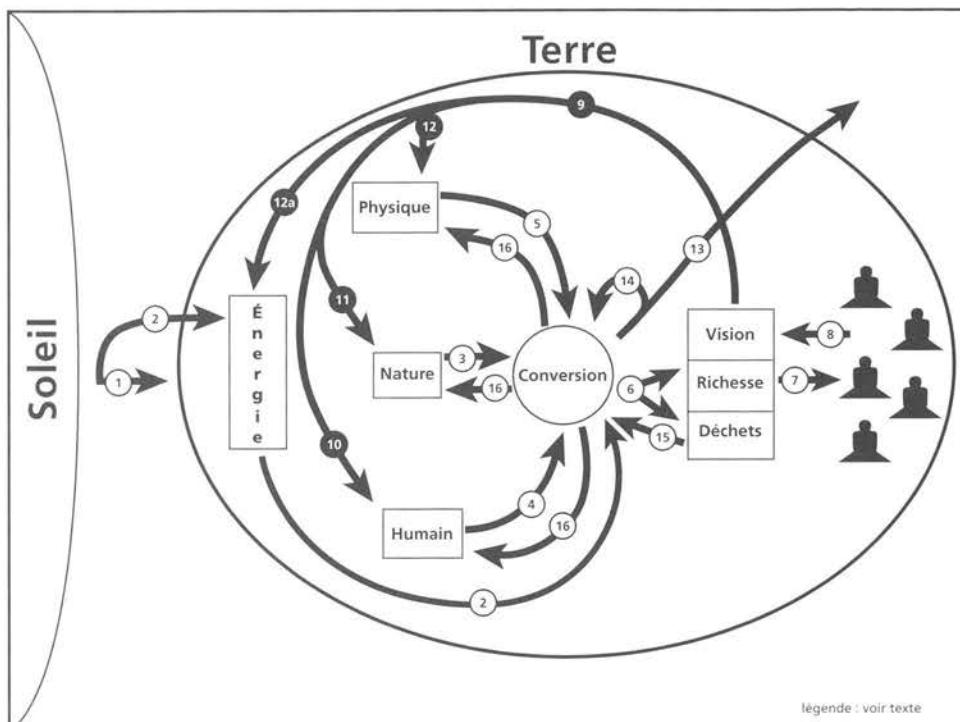 Terre
Soleil
9
12
12a
Physique
5
16
13
11
14
2
Énergie
Vision
8
1
Nature
3
16
Conversion
6
Richesse
7
Déchets
15
10
4
Humain
16
2
légende : voir texte